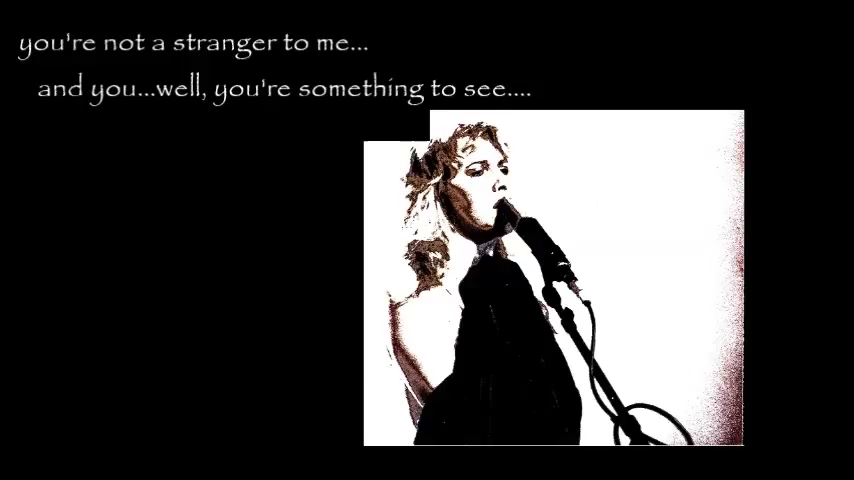 you're not a stranger to me...
and you...well, you're something to see....